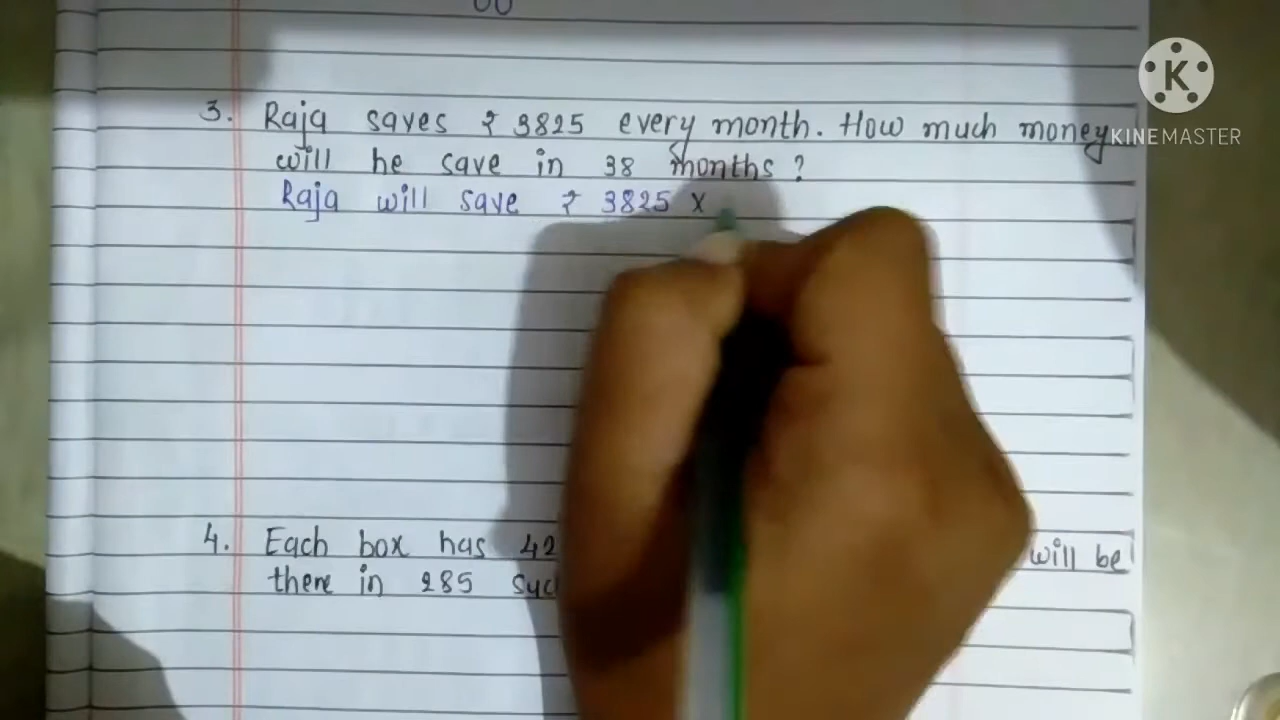 3. Raja saves ₹ 3825 every month. How much money
will he save in 38 months?
Raja will save ₹ 3825 ×
4. Each box has 42 will be
there in 285
K
KINEMASTER